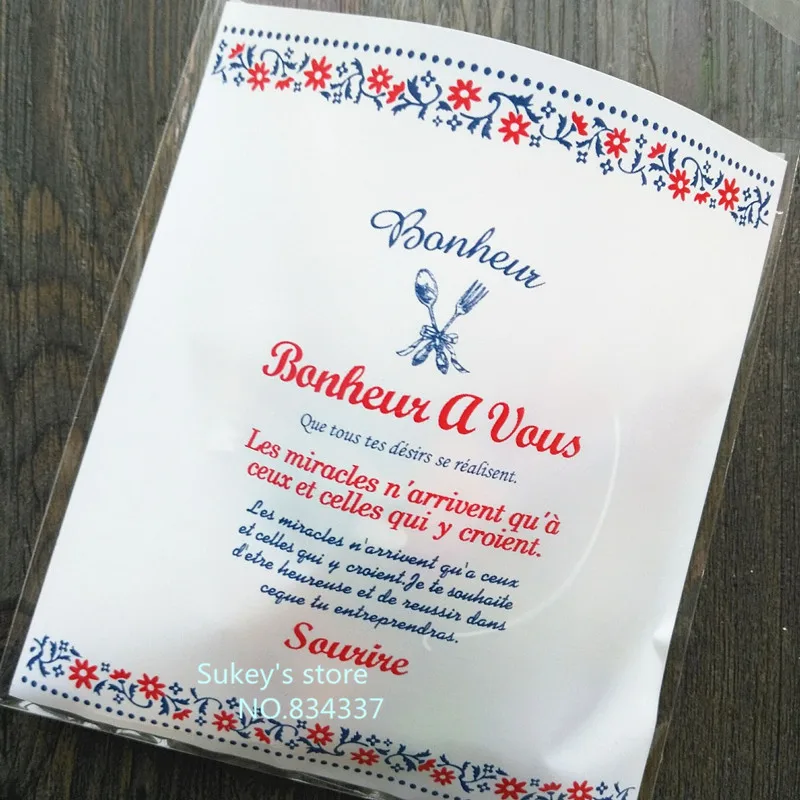 Bonheur
Bonheur A Vous
Que tous tes désirs se réalisent.
Les miracles n'arrivent qu'à
ceux et celles qui y croient.
Les miracles n'arrivent qu'a ceux
et celles qui y croient.Je te souhaite
d'etre heureuse et de reussir dans
ceque tu entreprendras.
Sourire
Sukey's store
NO.834337